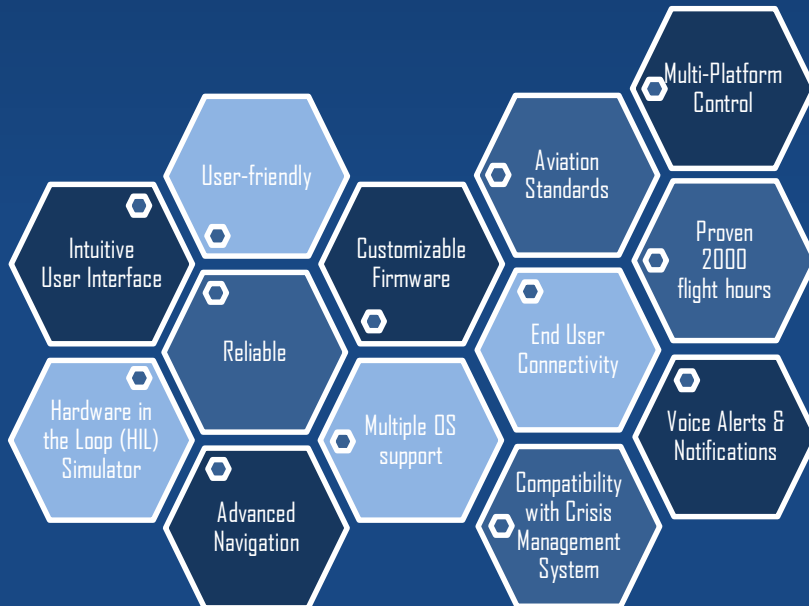 Multi-Platform
Control
User-friendly
Aviation
Standards
Intuitive
User Interface
Customizable
Firmware
Proven
2000
flight hours
Reliable
End User
Connectivity
Hardware in
the Loop (HIL)
Simulator
Multiple OS
support
Voice Alerts &
Notifications
Advanced
Navigation
Compatibility
with Crisis
Management
System